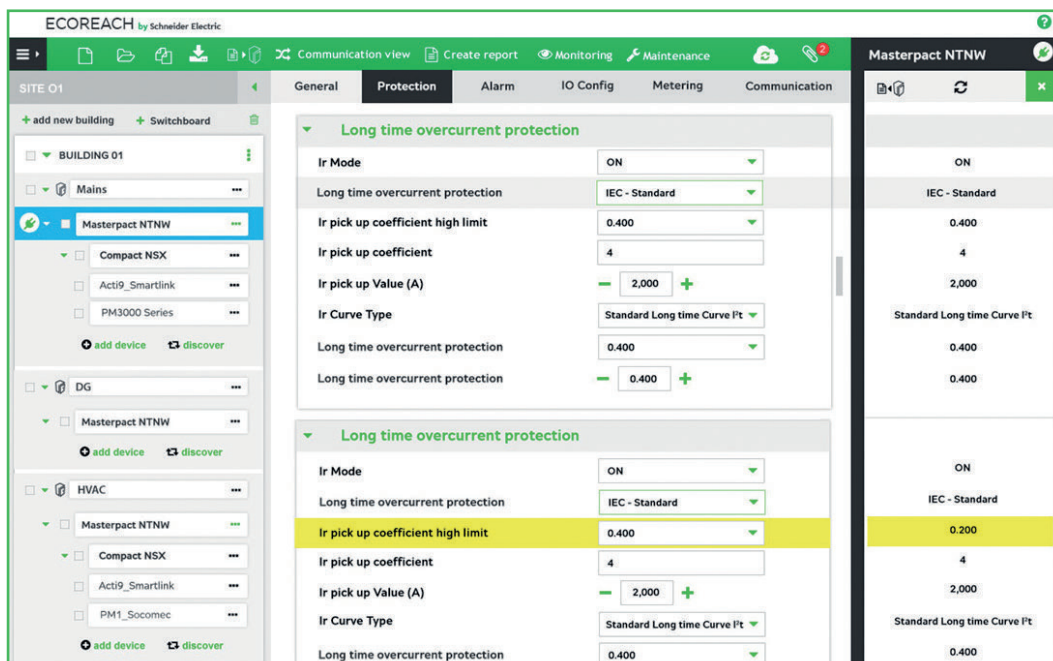 ECOREACH by Schneider Electric
?
Communication view Create report Monitoring Maintenance 2
Masterpact NTNW
SITE O1
General Protection Alarm IO Config Metering Communication
+ add new building + Switchboard
BUILDING 01
Mains
Masterpact NTNW
Compact NSX
Acti9_Smartlink
PM3000 Series
add device discover
DG
Masterpact NTNW
add device discover
HVAC
Masterpact NTNW
Compact NSX
Acti9_Smartlink
PM1_Socomec
add device discover
Long time overcurrent protection
Ir Mode ON ON
Long time overcurrent protection IEC - Standard IEC - Standard
Ir pick up coefficient high limit 0.400 0.400
Ir pick up coefficient 4 4
Ir pick up Value (A) − 2,000 + 2,000
Ir Curve Type Standard Long time Curve I²t Standard Long time Curve I²t
Long time overcurrent protection 0.400 0.400
Long time overcurrent protection − 0.400 + 0.400
Long time overcurrent protection
Ir Mode ON ON
Long time overcurrent protection IEC - Standard IEC - Standard
Ir pick up coefficient high limit 0.400 0.200
Ir pick up coefficient 4 4
Ir pick up Value (A) − 2,000 + 2,000
Ir Curve Type Standard Long time Curve I²t Standard Long time Curve I²t
Long time overcurrent protection 0.400 0.400